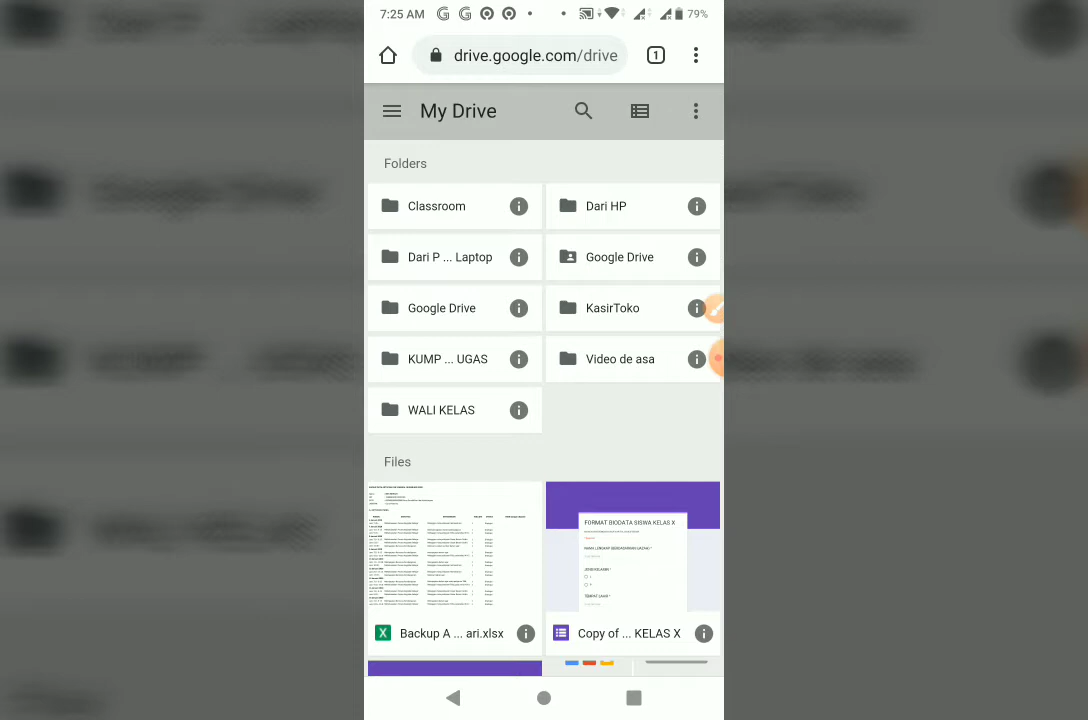 7:25 AM
79%
drive.google.com/drive
1
My Drive
Folders
Classroom
Dari HP
Dari P ... Laptop
Google Drive
Google Drive
KasirToko
KUMP ... UGAS
Video de asa
WALI KELAS
Files
FORMAT BIODATA SISWA KELAS X
Backup A ... ari.xlsx
Copy of ... KELAS X